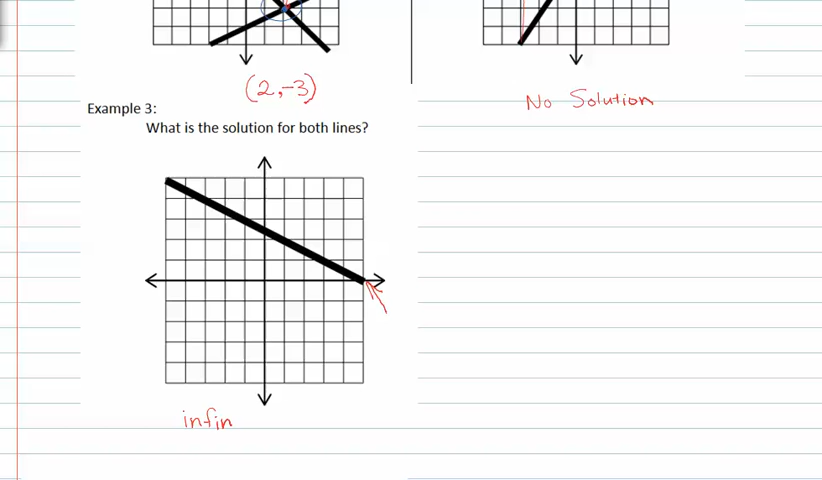 (2,-3)
No Solution
Example 3:
What is the solution for both lines?
infin